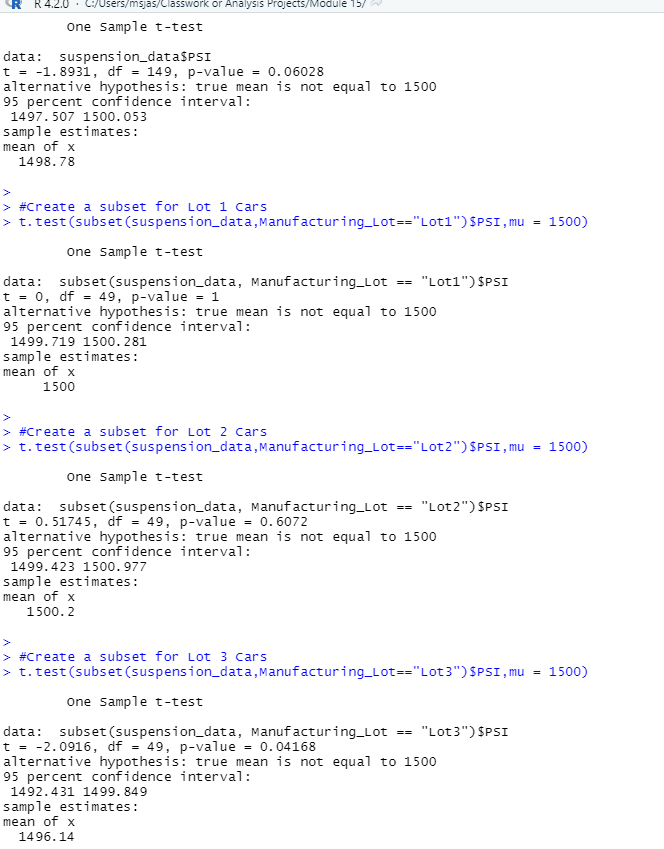 R 4.2.0 · C:/Users/msjas/Classwork or Analysis Projects/Module 15/
One Sample t-test
data:  suspension_data$PSI
t = -1.8931, df = 149, p-value = 0.06028
alternative hypothesis: true mean is not equal to 1500
95 percent confidence interval:
 1497.507 1500.053
sample estimates:
mean of x
  1498.78
>
> #Create a subset for Lot 1 Cars
> t.test(subset(suspension_data,Manufacturing_Lot=="Lot1")$PSI,mu = 1500)
One Sample t-test
data:  subset(suspension_data, Manufacturing_Lot == "Lot1")$PSI
t = 0, df = 49, p-value = 1
alternative hypothesis: true mean is not equal to 1500
95 percent confidence interval:
 1499.719 1500.281
sample estimates:
mean of x
     1500
>
> #Create a subset for Lot 2 Cars
> t.test(subset(suspension_data,Manufacturing_Lot=="Lot2")$PSI,mu = 1500)
One Sample t-test
data:  subset(suspension_data, Manufacturing_Lot == "Lot2")$PSI
t = 0.51745, df = 49, p-value = 0.6072
alternative hypothesis: true mean is not equal to 1500
95 percent confidence interval:
 1499.423 1500.977
sample estimates:
mean of x
   1500.2
>
> #Create a subset for Lot 3 Cars
> t.test(subset(suspension_data,Manufacturing_Lot=="Lot3")$PSI,mu = 1500)
One Sample t-test
data:  subset(suspension_data, Manufacturing_Lot == "Lot3")$PSI
t = -2.0916, df = 49, p-value = 0.04168
alternative hypothesis: true mean is not equal to 1500
95 percent confidence interval:
 1492.431 1499.849
sample estimates:
mean of x
  1496.14